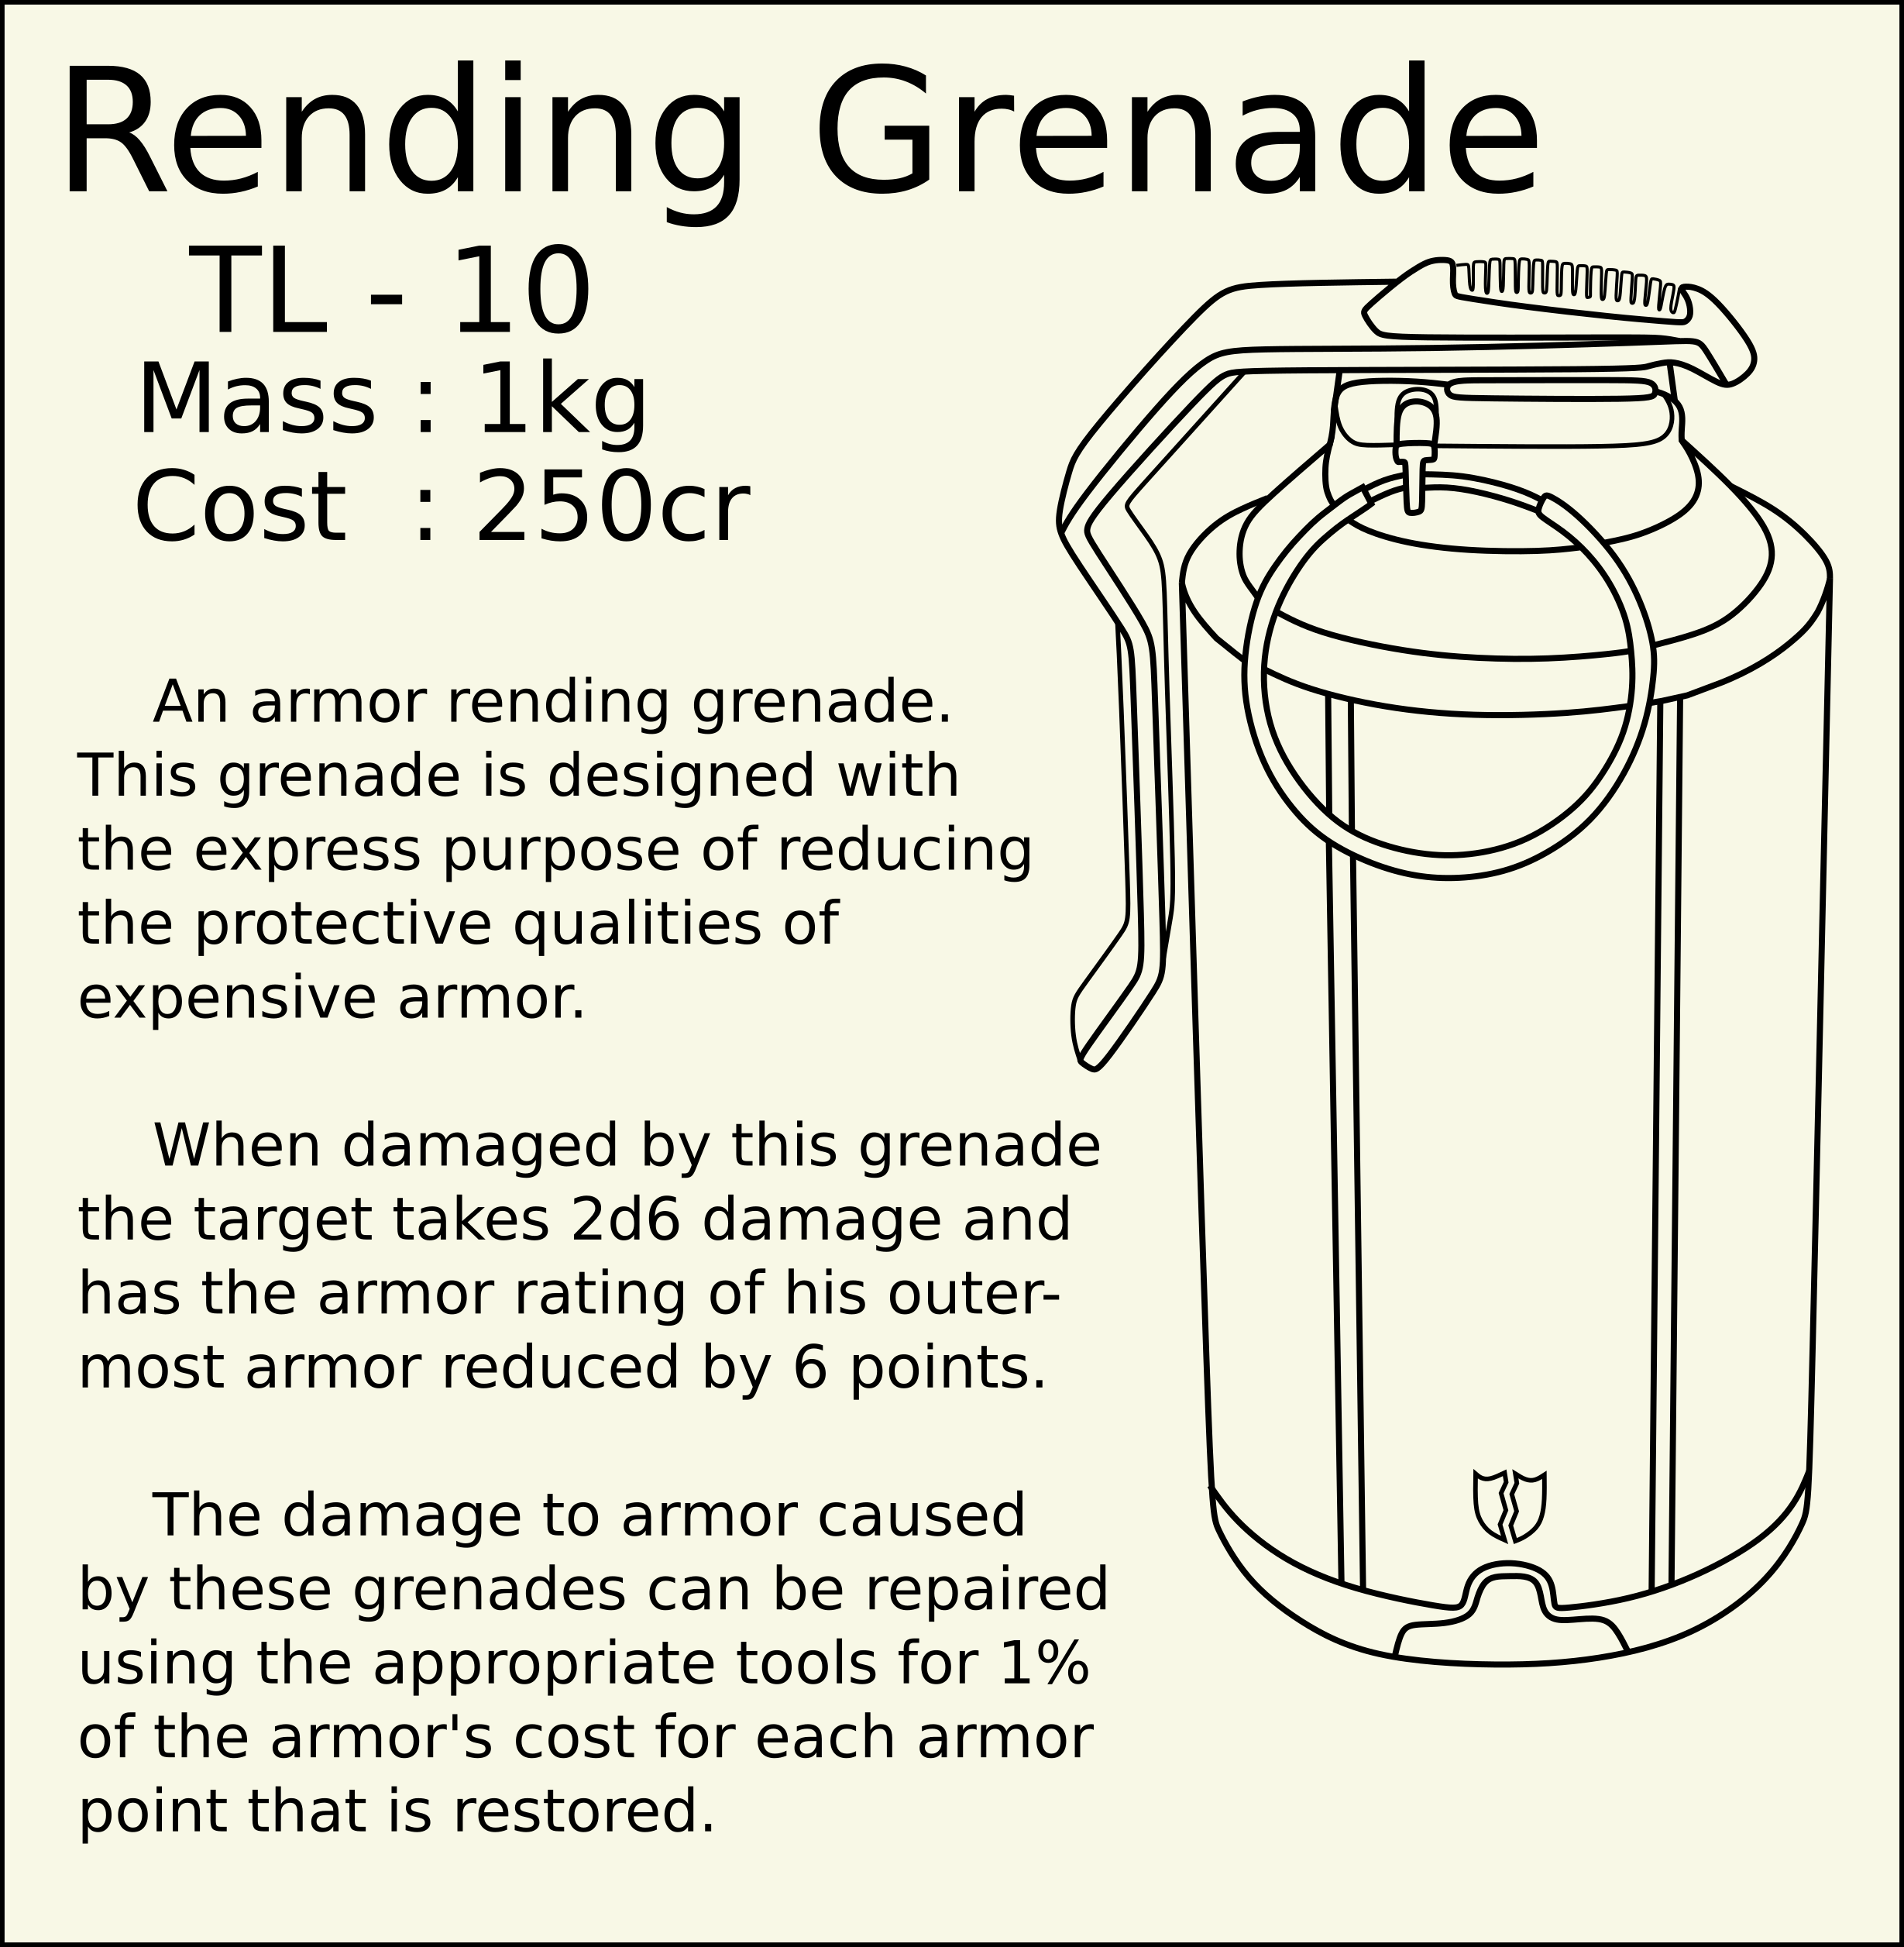 Rending Grenade
TL - 10
Mass : 1kg
Cost : 250cr
An armor rending grenade.
This grenade is designed with
the express purpose of reducing
the protective qualities of
expensive armor.
When damaged by this grenade
the target takes 2d6 damage and
has the armor rating of his outer-
most armor reduced by 6 points.
The damage to armor caused
by these grenades can be repaired
using the appropriate tools for 1%
of the armor's cost for each armor
point that is restored.